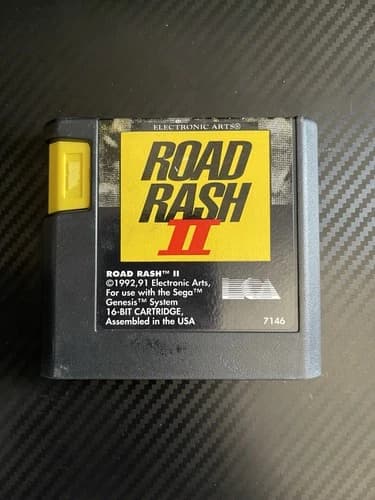 ELECTRONIC ARTS®
ROAD
RASH
II
ROAD RASH™ II
©1992,91 Electronic Arts,
For use with the Sega™
Genesis™ System
16-BIT CARTRIDGE,
Assembled in the USA
EA
7146